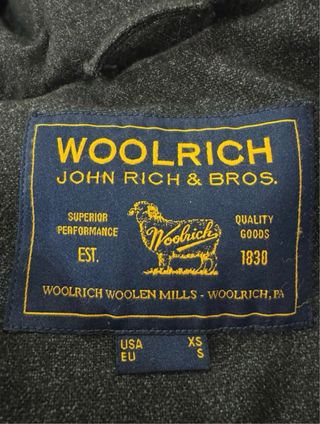 WOOLRICH
JOHN RICH & BROS.
SUPERIOR PERFORMANCE
EST.
Woolrich
QUALITY GOODS
1830
WOOLRICH WOOLEN MILLS - WOOLRICH, PA
USA XS
EU S